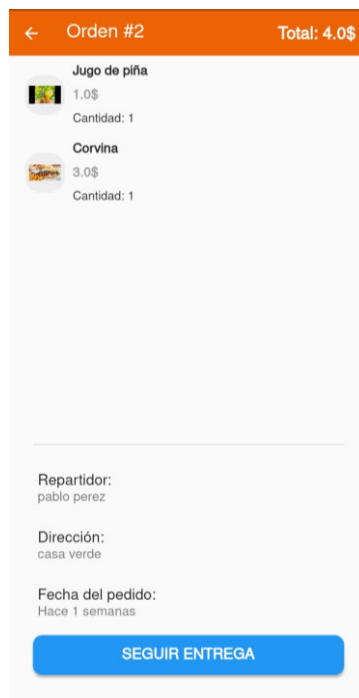 Orden #2
Total: 4.0$
Jugo de piña
1.0$
Cantidad: 1
Corvina
3.0$
Cantidad: 1
Repartidor:
pablo perez
Dirección:
casa verde
Fecha del pedido:
Hace 1 semanas
SEGUIR ENTREGA